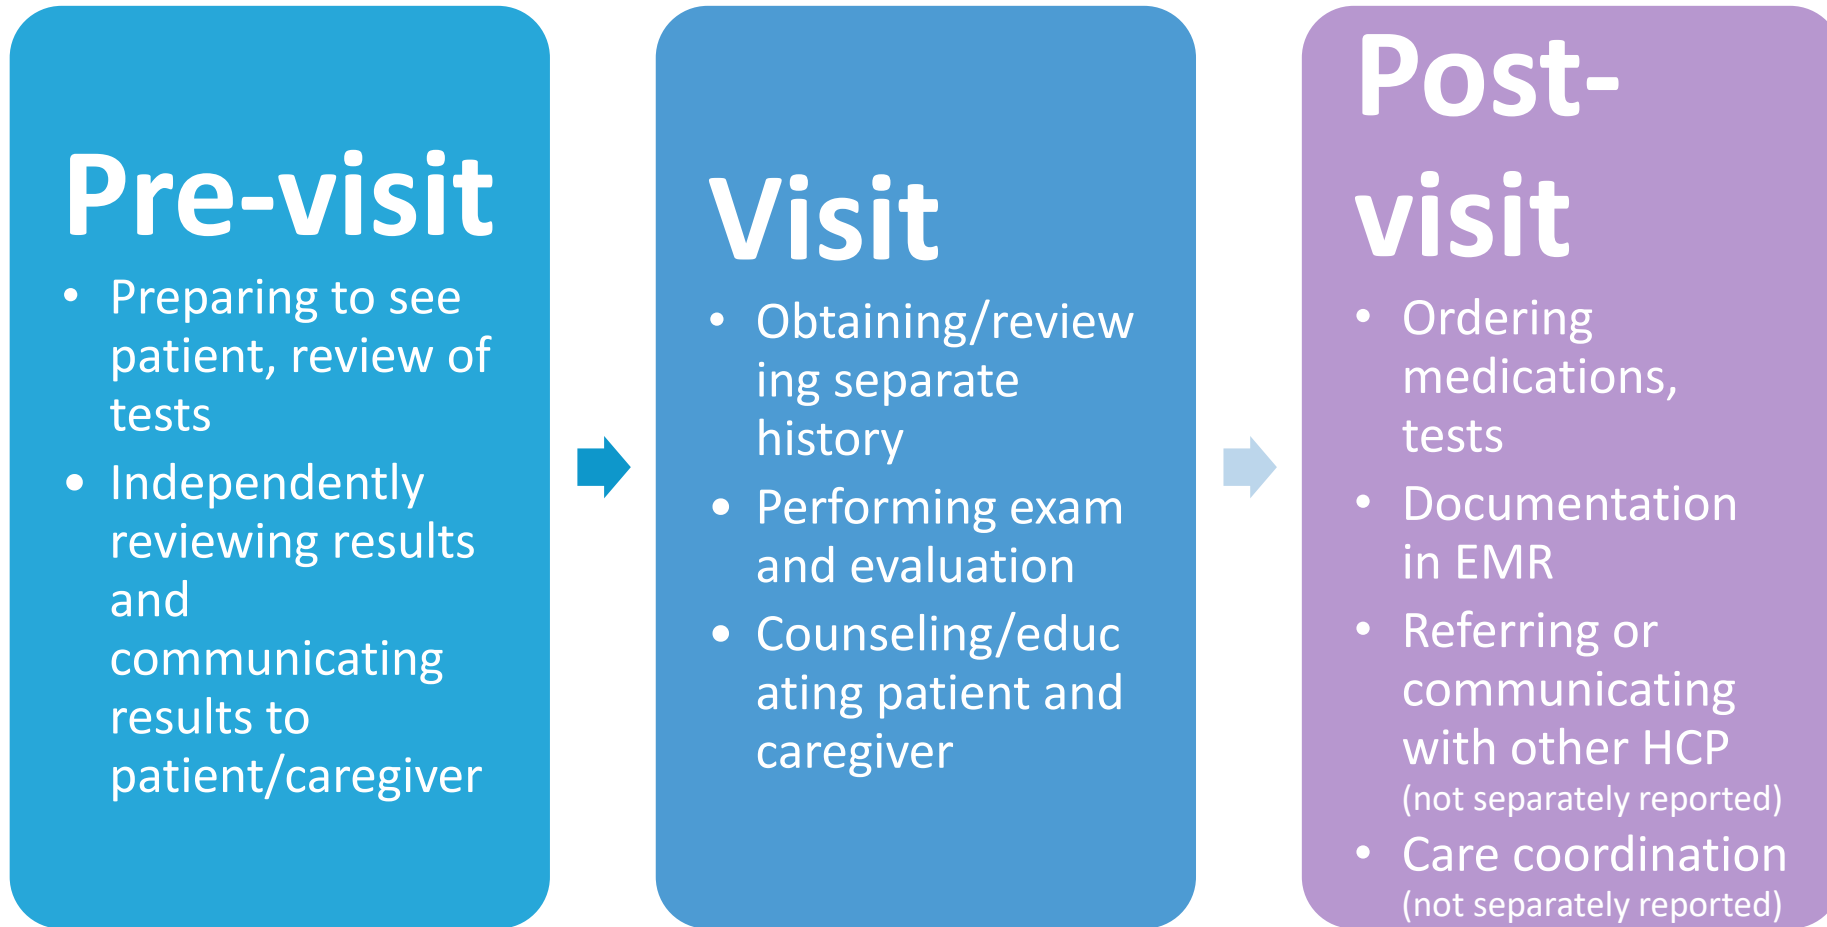 Pre-visit
• Preparing to see
patient, review of
tests
• Independently
reviewing results
and
communicating
results to
patient/caregiver
Visit
• Obtaining/review
ing separate
history
• Performing exam
and evaluation
• Counseling/educ
ating patient and
caregiver
Post-
visit
• Ordering
medications,
tests
• Documentation
in EMR
• Referring or
communicating
with other HCP
(not separately reported)
• Care coordination
(not separately reported)